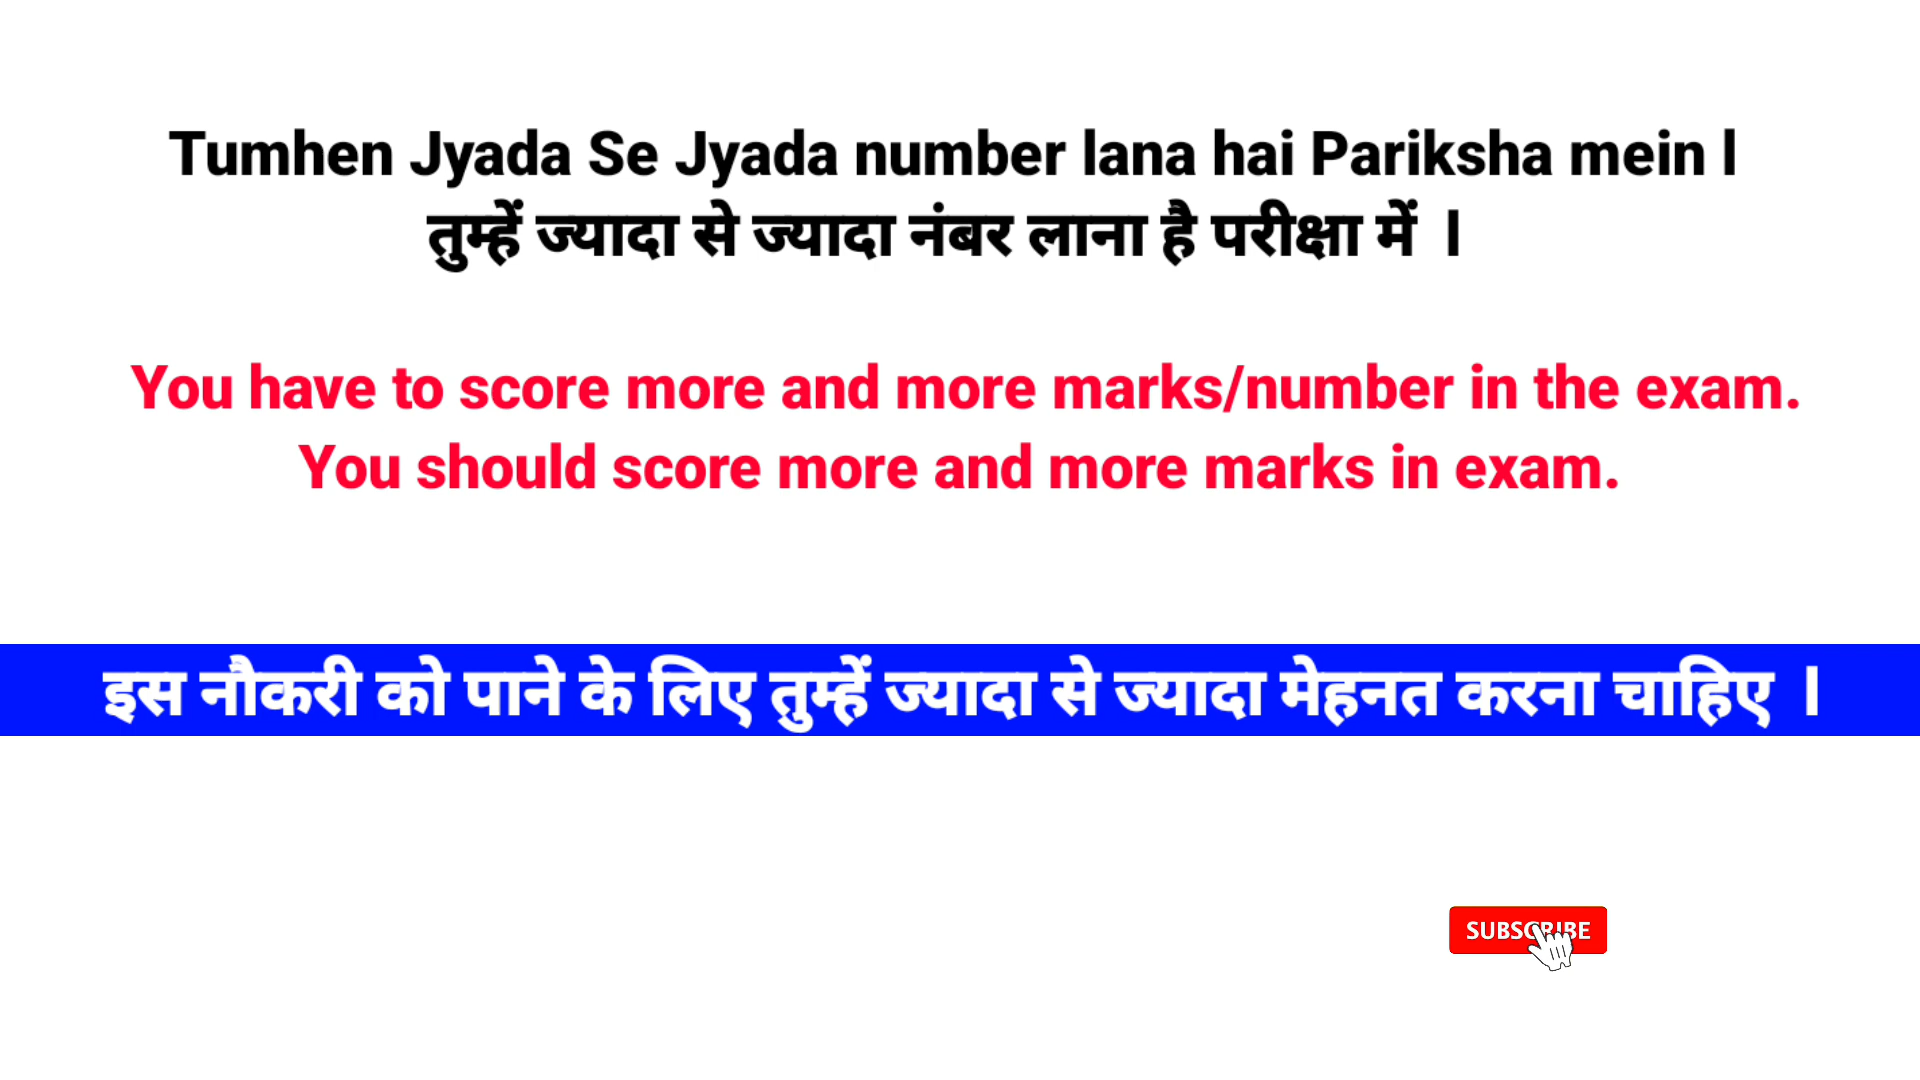 Tumhen Jyada Se Jyada number lana hai Pariksha mein l
तुम्हें ज्यादा से ज्यादा नंबर लाना है परीक्षा में ।
You have to score more and more marks/number in the exam.
You should score more and more marks in exam.
इस नौकरी को पाने के लिए तुम्हें ज्यादा से ज्यादा मेहनत करना चाहिए ।
SUBSCRIBE